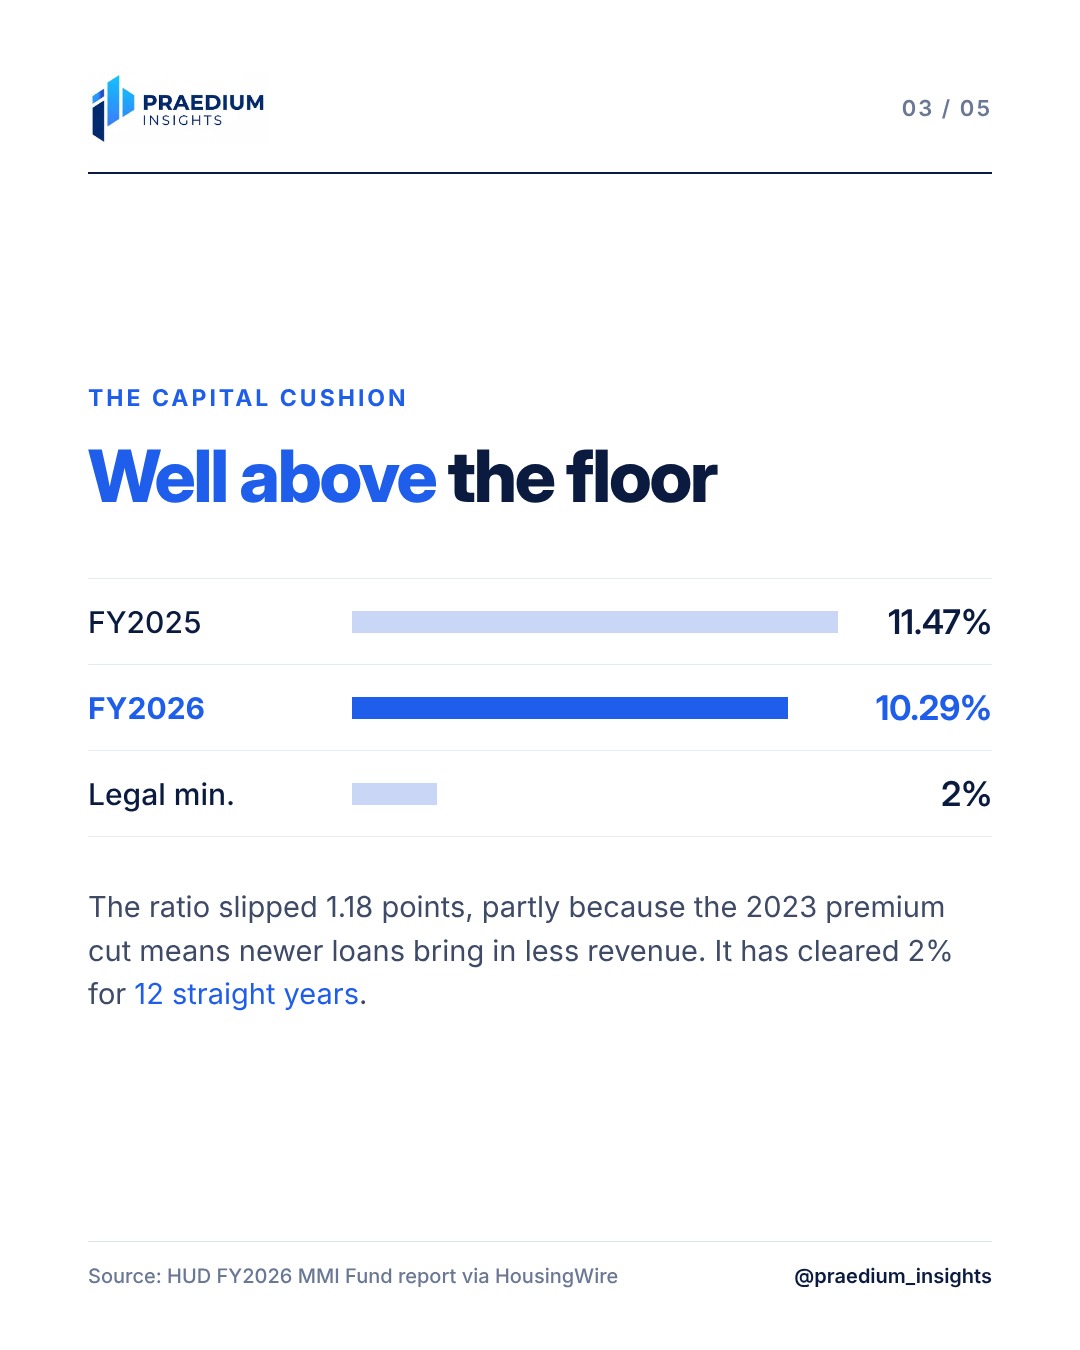 PRAEDIUM
INSIGHTS
03 / 05
THE CAPITAL CUSHION
Well above the floor
FY2025 11.47%
FY2026 10.29%
Legal min. 2%
The ratio slipped 1.18 points, partly because the 2023 premium
cut means newer loans bring in less revenue. It has cleared 2%
for 12 straight years.
Source: HUD FY2026 MMI Fund report via HousingWire
@praedium_insights